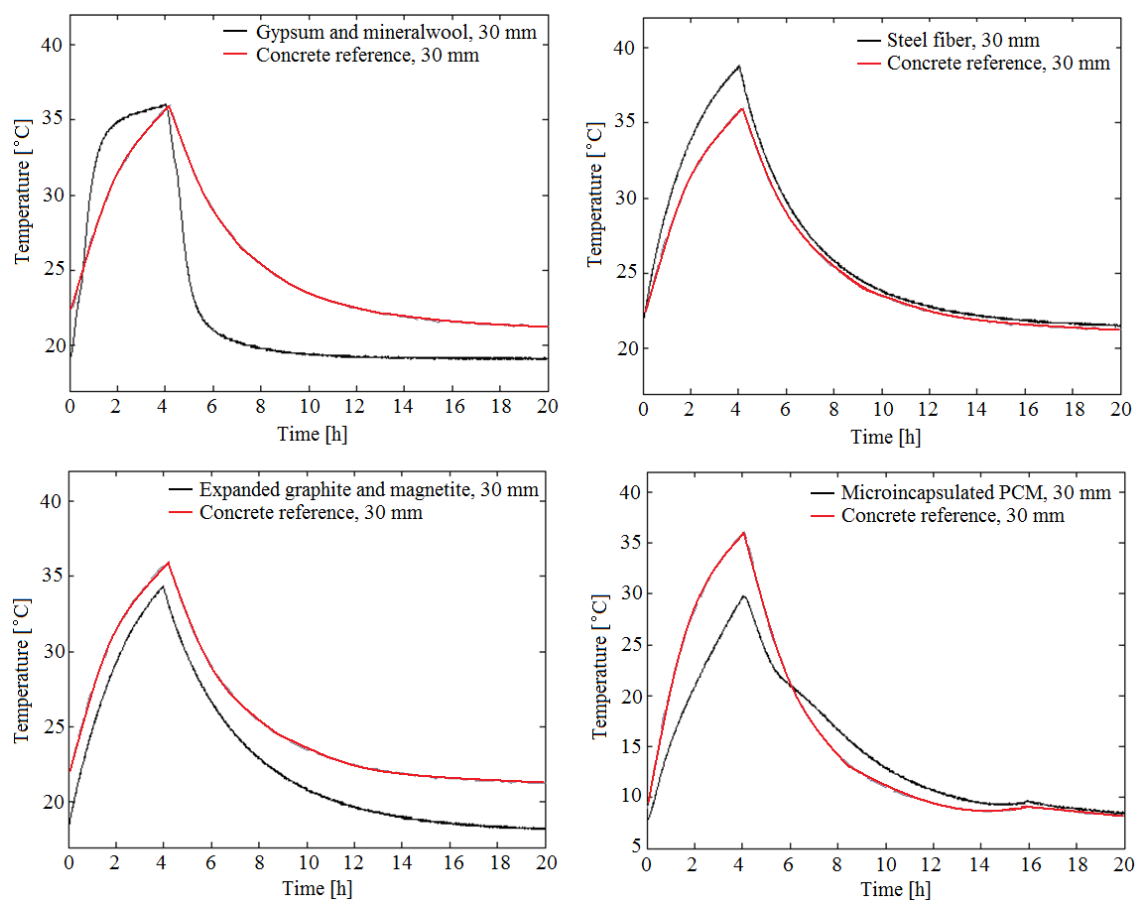 Gypsum and mineralwool, 30 mm
Concrete reference, 30 mm
Temperature [°C]
40
35
30
25
20
0 2 4 6 8 10 12 14 16 18 20
Time [h]
Steel fiber, 30 mm
Concrete reference, 30 mm
Temperature [°C]
40
35
30
25
20
0 2 4 6 8 10 12 14 16 18 20
Time [h]
Expanded graphite and magnetite, 30 mm
Concrete reference, 30 mm
Temperature [°C]
40
35
30
25
20
0 2 4 6 8 10 12 14 16 18 20
Time [h]
Microincapsulated PCM, 30 mm
Concrete reference, 30 mm
Temperature [°C]
40
35
30
25
20
15
10
5
0 2 4 6 8 10 12 14 16 18 20
Time [h]